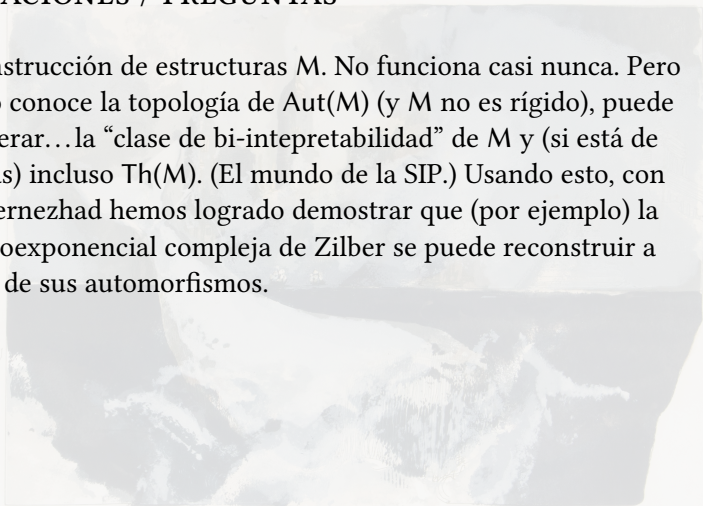 ACIONES / PREGUNTAS
nstrucción de estructuras M. No funciona casi nunca. Pero
o conoce la topología de Aut(M) (y M no es rígido), puede
erar…la “clase de bi-intepretabilidad” de M y (si está de
as) incluso Th(M). (El mundo de la SIP.) Usando esto, con
ernezhad hemos logrado demostrar que (por ejemplo) la
oexponencial compleja de Zilber se puede reconstruir a
de sus automorfismos.